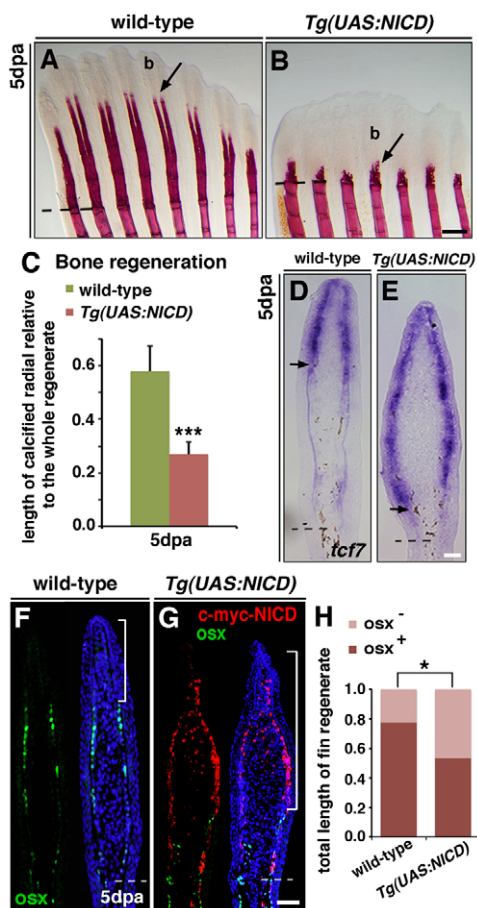 wild-type
Tg(UAS:NICD)
5dpa
A
b
B
b
C Bone regeneration
wild-type
Tg(UAS:NICD)
length of calcified radial relative
to the whole regenerate
0.6
0.4
0.2
0.0
***
5dpa
wild-type
Tg(UAS:NICD)
5dpa
D
E
tcf7
wild-type
Tg(UAS:NICD)
F
osx
5dpa
G
c-myc-NICD
osx
H
osx -
osx +
*
total length of fiin regenerate
1.0
0.8
0.6
0.4
0.2
0.0
wild-type
Tg(UAS:NICD)